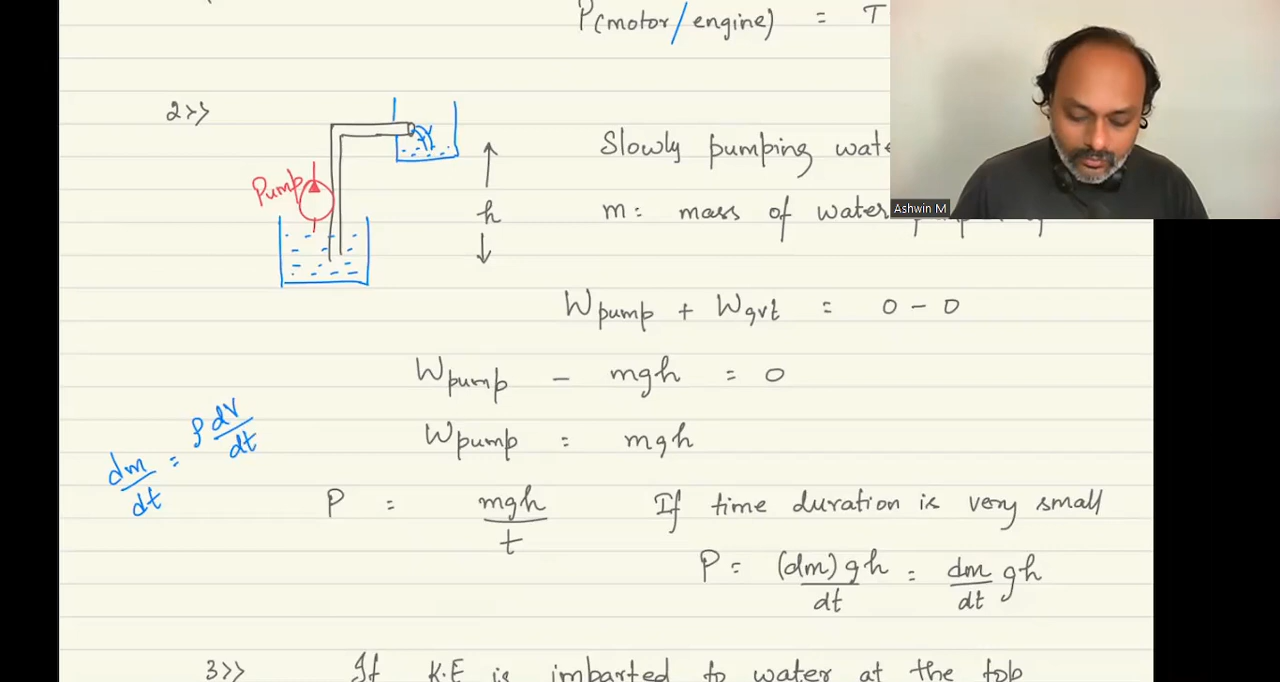 P(motor/engine) = T
2>>
Pump
h
Slowly pumping wate
m: mass of water
Ashwin M
Wpump + Wgvt = 0 - 0
Wpump - mgh = 0
Wpump = mgh
dm/dt = ρ dV/dt
P = mgh/t If time duration is very small
P = (dm)gh/dt = dm/dt gh
3>> If K.E is imparted to water at the top